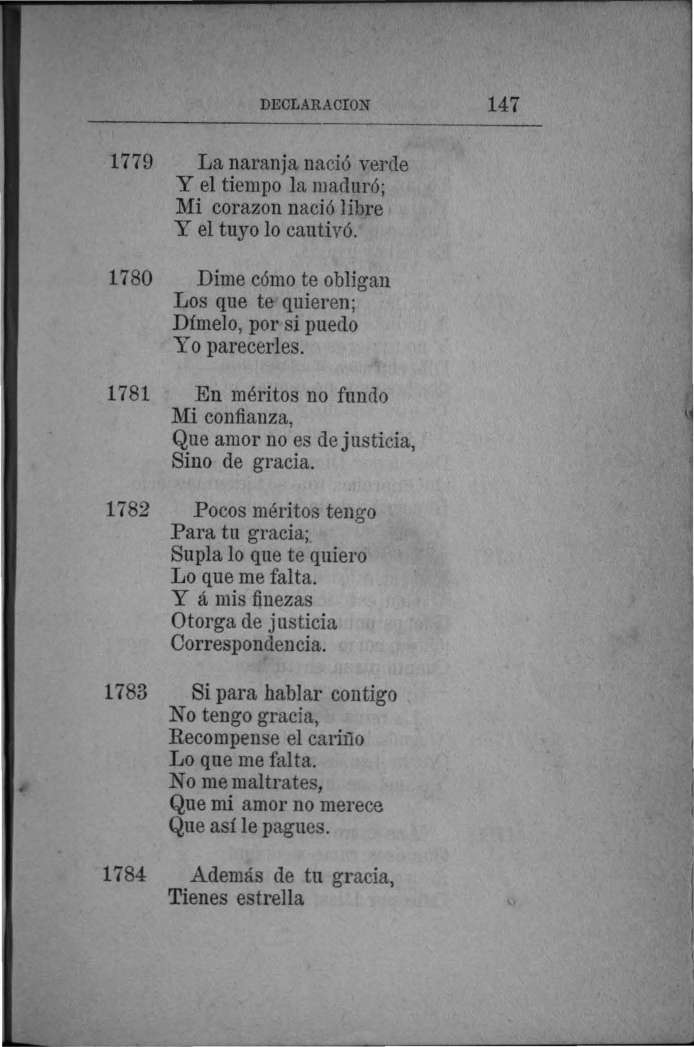 DECLARACION 147
1779 La naranja nació verde
Y el tiempo la maduró;
Mi corazon nació libre
Y el tuyo lo cautivó.
1780 Dime cómo te obligan
Los que te quieren;
Dímelo, por si puedo
Yo parecerles.
1781 En méritos no fundo
Mi confianza,
Que amor no es de justicia,
Sino de gracia.
1782 Pocos méritos tengo
Para tu gracia;
Supla lo que te quiero
Lo que me falta.
Y á mis finezas
Otorga de justicia
Correspondencia.
1783 Si para hablar contigo
No tengo gracia,
Recompense el cariño
Lo que me falta.
No me maltrates,
Que mi amor no merece
Que así le pagues.
1784 Además de tu gracia,
Tienes estrella